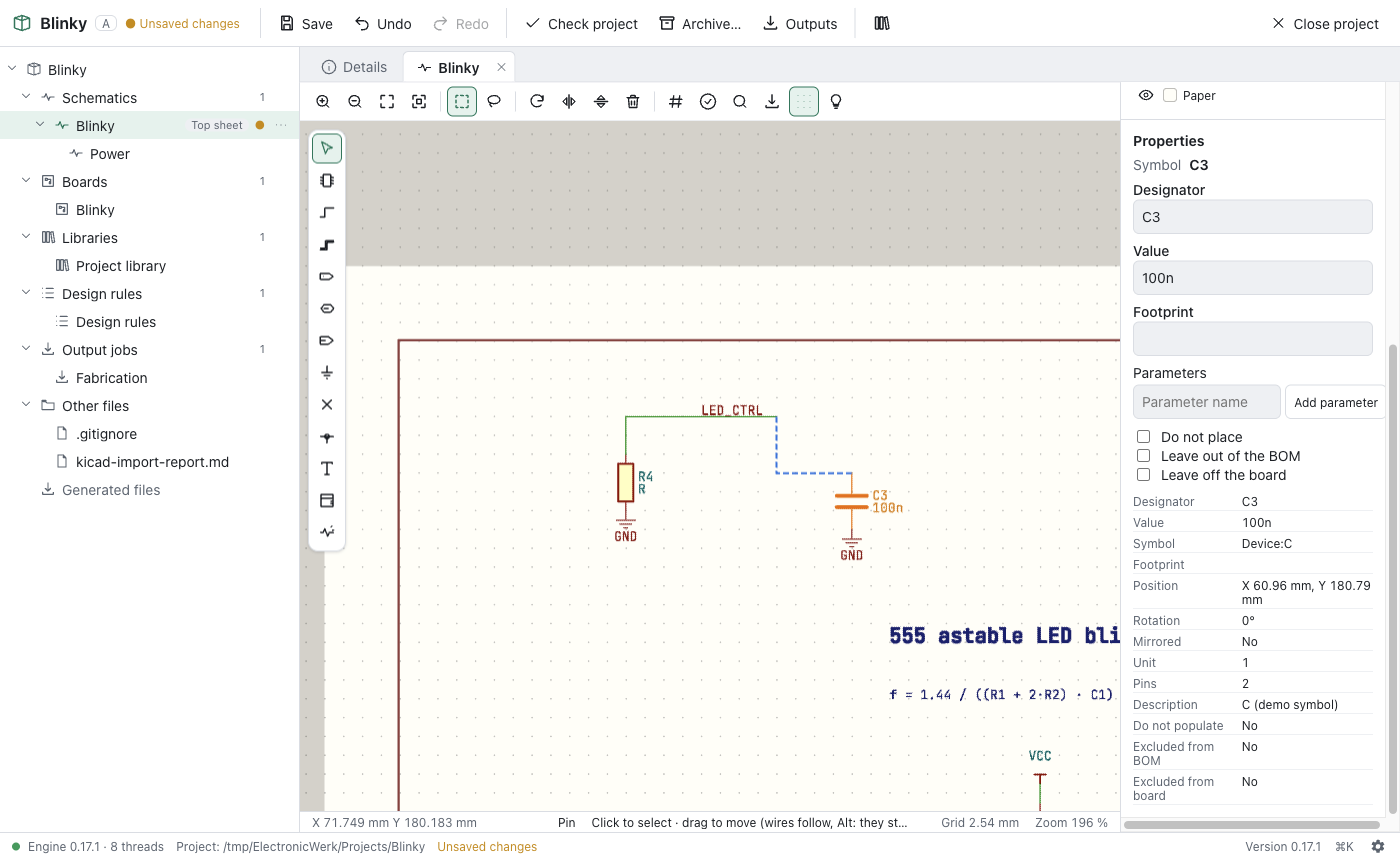 Blinky A Unsaved changes Save Undo Redo Check project Archive... Outputs Close project
Blinky
Schematics 1
Blinky Top sheet ···
Power
Boards 1
Blinky
Libraries 1
Project library
Design rules 1
Design rules
Output jobs 1
Fabrication
Other files
.gitignore
kicad-import-report.md
Generated files
Details Blinky
LED_CTRL
R4
R
GND
C3
100n
GND
555 astable LED bli
f = 1.44 / ((R1 + 2·R2) · C1)
VCC
Paper
Properties
Symbol C3
Designator
C3
Value
100n
Footprint
Parameters
Parameter name Add parameter
Do not place
Leave out of the BOM
Leave off the board
Designator C3
Value 100n
Symbol Device:C
Footprint
Position X 60.96 mm, Y 180.79
mm
Rotation 0°
Mirrored No
Unit 1
Pins 2
Description C (demo symbol)
Do not populate No
Excluded from No
BOM
Excluded from No
board
X 71.749 mm Y 180.183 mm Pin Click to select · drag to move (wires follow, Alt: they st... Grid 2.54 mm Zoom 196 %
Engine 0.17.1 · 8 threads Project: /tmp/ElectronicWerk/Projects/Blinky Unsaved changes Version 0.17.1 ⌘K